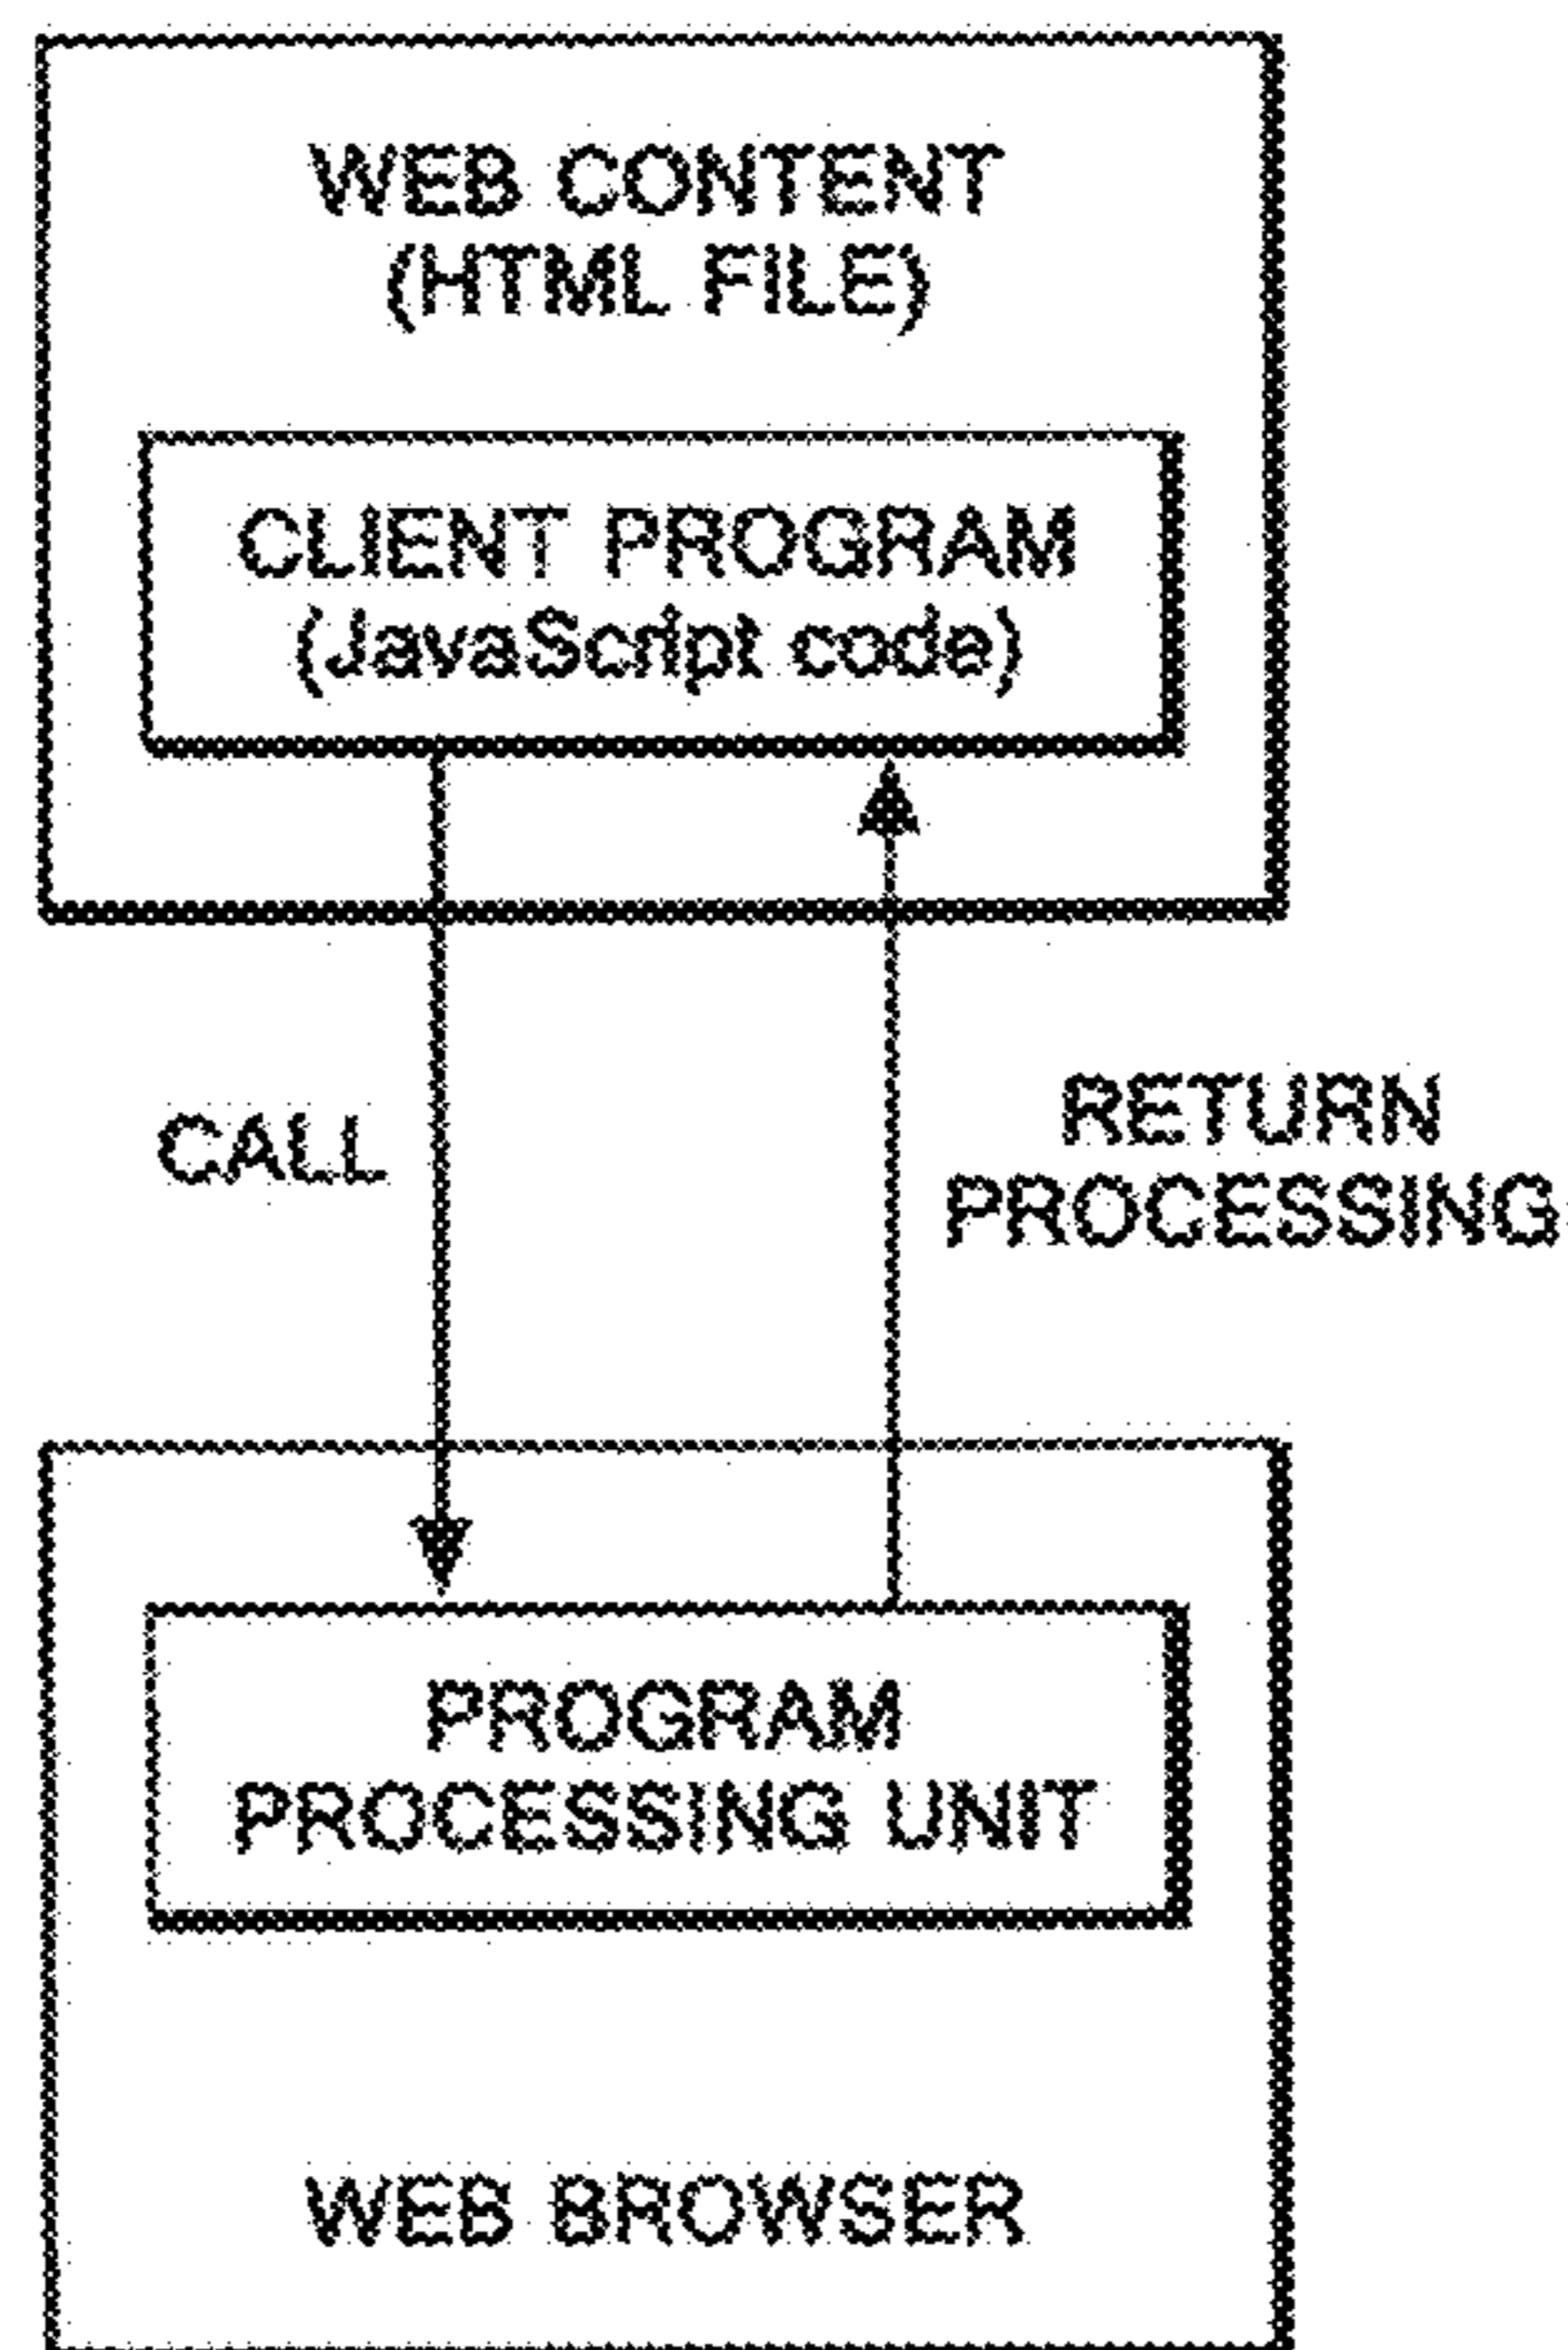 WEB CONTENT
(HTML FILE)
CLIENT PROGRAM
(JavaScript code)
CALL
RETURN
PROCESSING
PROGRAM
PROCESSING UNIT
WEB BROWSER